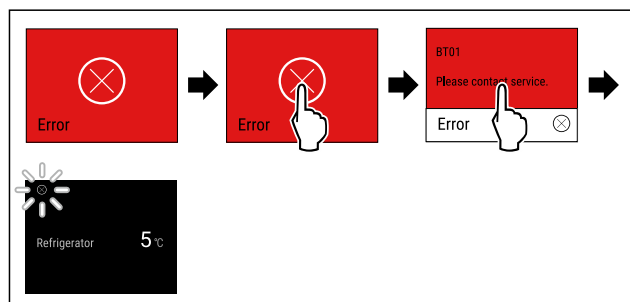 Error
Error
BT01
Please contact service.
Error
Refrigerator 5 °C